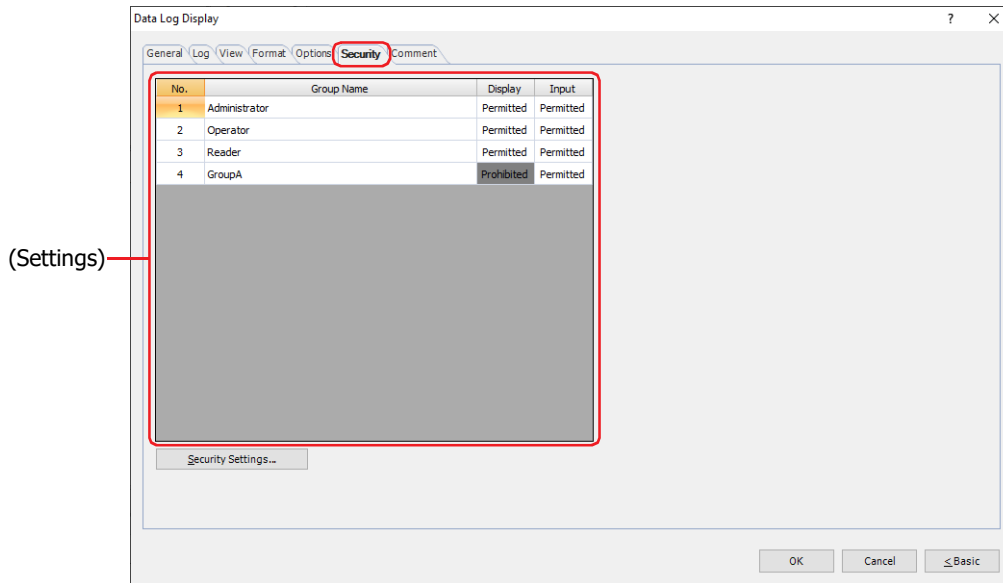 Data Log Display ? ×
General Log View Format Options Security Comment
No. Group Name Display Input
1 Administrator Permitted Permitted
2 Operator Permitted Permitted
3 Reader Permitted Permitted
4 GroupA Prohibited Permitted
(Settings)
Security Settings...
OK Cancel < Basic